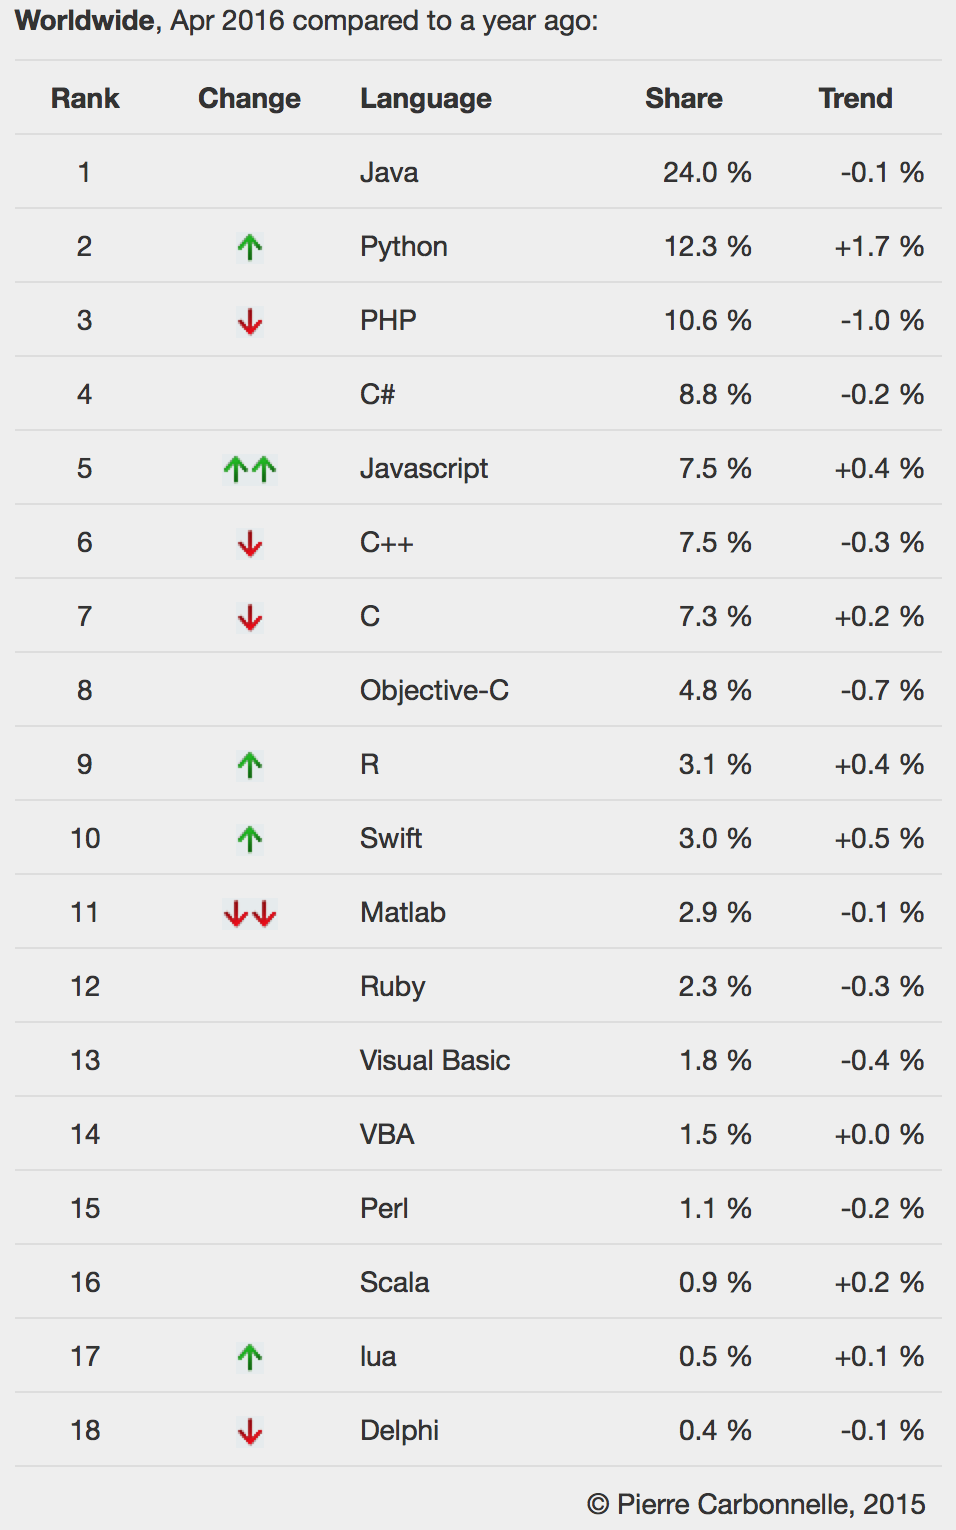 Worldwide, Apr 2016 compared to a year ago:
Rank Change Language Share Trend
1 Java 24.0 % -0.1 %
2 ↑ Python 12.3 % +1.7 %
3 ↓ PHP 10.6 % -1.0 %
4 C# 8.8 % -0.2 %
5 ↑↑ Javascript 7.5 % +0.4 %
6 ↓ C++ 7.5 % -0.3 %
7 ↓ C 7.3 % +0.2 %
8 Objective-C 4.8 % -0.7 %
9 ↑ R 3.1 % +0.4 %
10 ↑ Swift 3.0 % +0.5 %
11 ↓↓ Matlab 2.9 % -0.1 %
12 Ruby 2.3 % -0.3 %
13 Visual Basic 1.8 % -0.4 %
14 VBA 1.5 % +0.0 %
15 Perl 1.1 % -0.2 %
16 Scala 0.9 % +0.2 %
17 ↑ lua 0.5 % +0.1 %
18 ↓ Delphi 0.4 % -0.1 %
© Pierre Carbonnelle, 2015